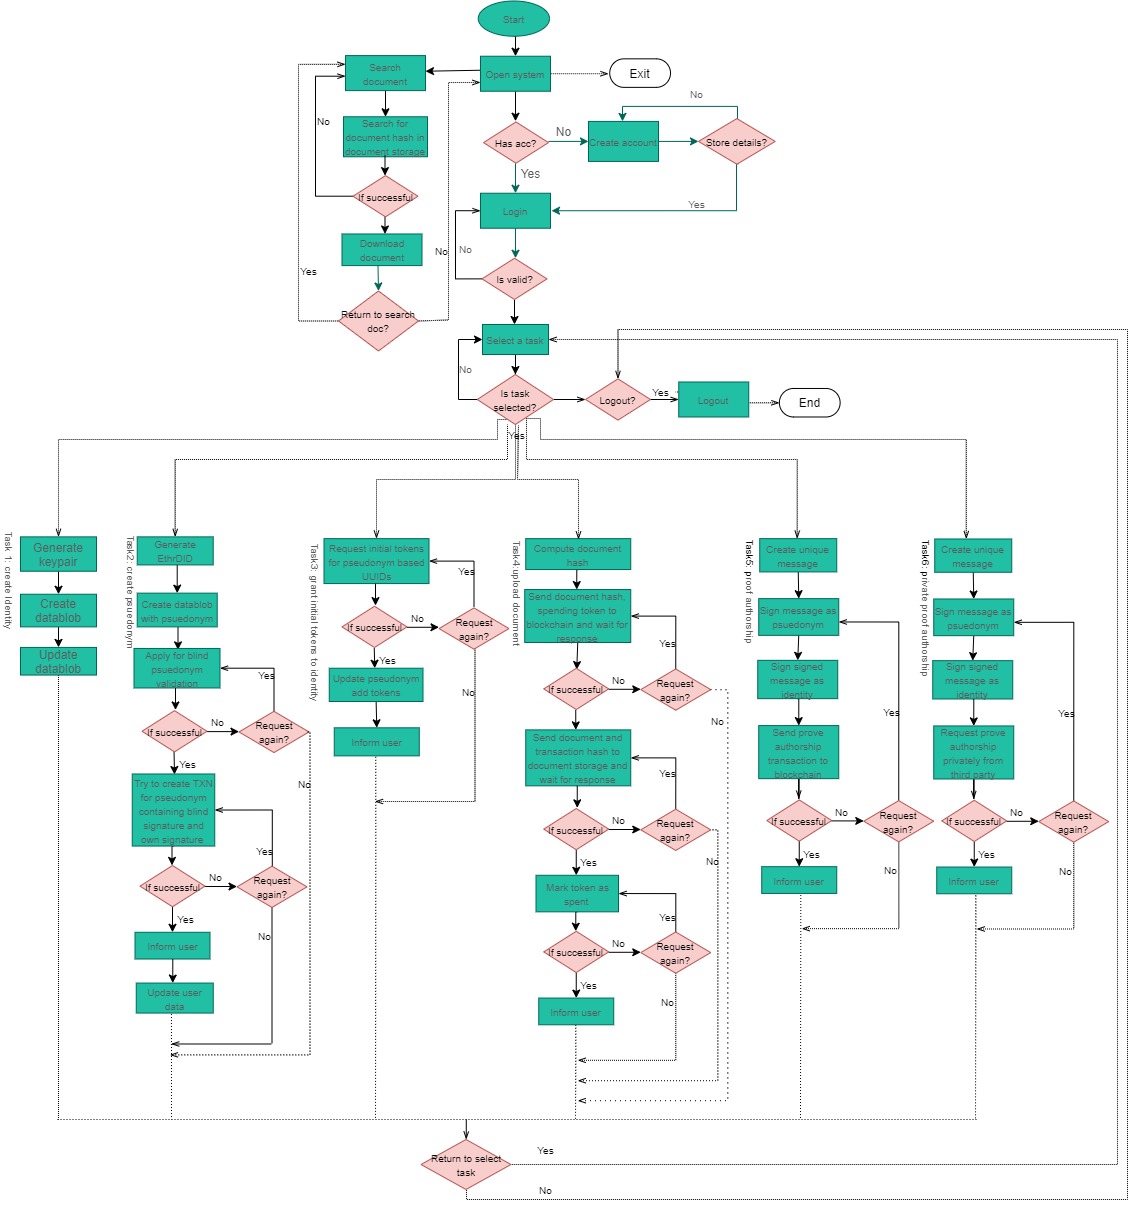 Start
Search
document
Open system
Exit
No
Search for
document hash in
document storage
No
Has acc?
No
Create account
Store details?
Yes
If successful
Login
Yes
Download
document
No
No
Is valid?
Yes
Return to search
doc?
Select a task
No
Is task
selected?
Logout?
Yes
Logout
End
Yes
Task 1: create Identity
Generate
keypair
Create
datablob
Update
datablob
Task2: create psuedonym
Generate
EthrDID
Create datablob
with psuedonym
Apply for blind
psuedonym
validation
Yes
If successful
No
Request
again?
Yes
No
Try to create TXN
for pseudonym
containing blind
signature and
own signature
Yes
If successful
No
Request
again?
Yes
No
Inform user
Update user
data
Task3: grant initial tokens to identity
Request initial tokens
for pseudonym based
UUIDs
Yes
If successful
No
Request
again?
Yes
No
Update pseudonym
add tokens
Inform user
Task4:upload document
Compute document
hash
Send document hash,
spending token to
blockchain and wait for
response
Yes
If successful
No
Request
again?
No
Send document and
transaction hash to
document storage and
wait for response
Yes
If successful
No
Request
again?
Yes
No
Mark token as
spent
Yes
If successful
No
Request
again?
Yes
No
Inform user
Task5: proof authorship
Create unique
message
Sign message as
psuedonym
Sign signed
message as
identity
Yes
Send prove
authorship
transaction to
blockchain
If successful
No
Request
again?
Yes
No
Inform user
Task6: private proof authorship
Create unique
message
Sign message as
psuedonym
Sign signed
message as
identity
Yes
Request prove
authorship
privately from
third party
If successful
No
Request
again?
Yes
No
Inform user
Return to select
task
Yes
No